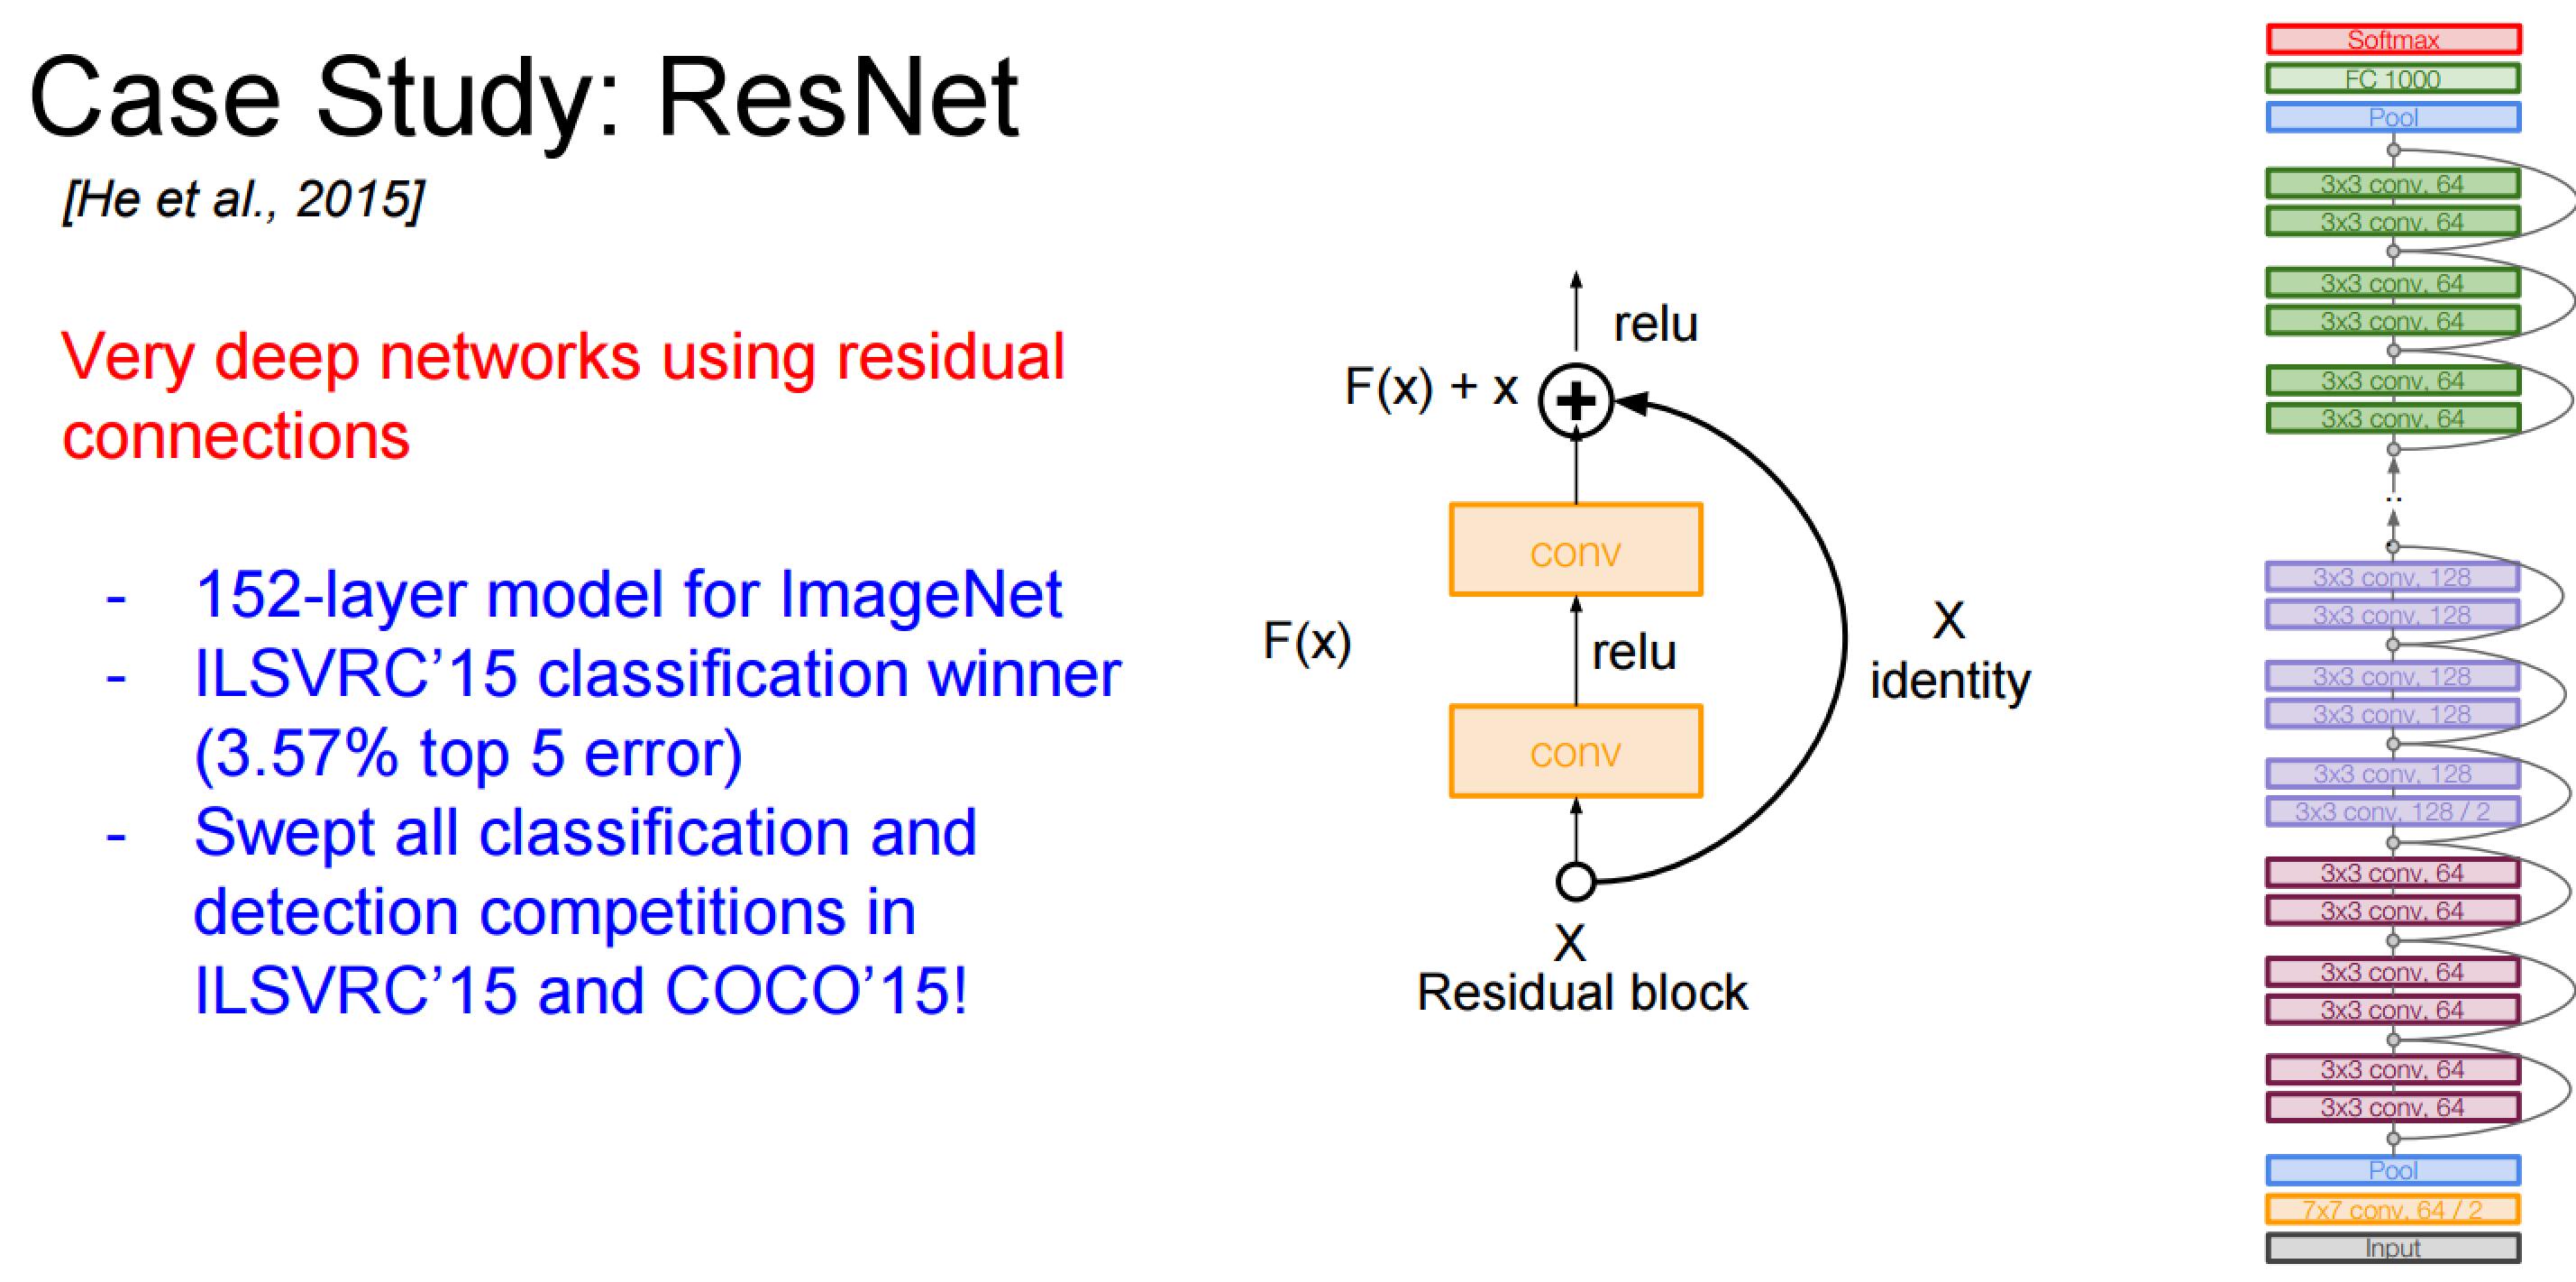 Case Study: ResNet
[He et al., 2015]
Very deep networks using residual
connections
- 152-layer model for ImageNet
- ILSVRC’15 classification winner
(3.57% top 5 error)
- Swept all classification and
detection competitions in
ILSVRC’15 and COCO’15!
relu
F(x) + x
conv
F(x)
relu
X
identity
conv
X
Residual block
Softmax
FC 1000
Pool
3x3 conv, 64
3x3 conv, 64
3x3 conv, 64
3x3 conv, 64
3x3 conv, 64
3x3 conv, 64
..
3x3 conv, 128
3x3 conv, 128
3x3 conv, 128
3x3 conv, 128
3x3 conv, 128
3x3 conv, 128 / 2
3x3 conv, 64
3x3 conv, 64
3x3 conv, 64
3x3 conv, 64
3x3 conv, 64
3x3 conv, 64
Pool
7x7 conv, 64 / 2
Input